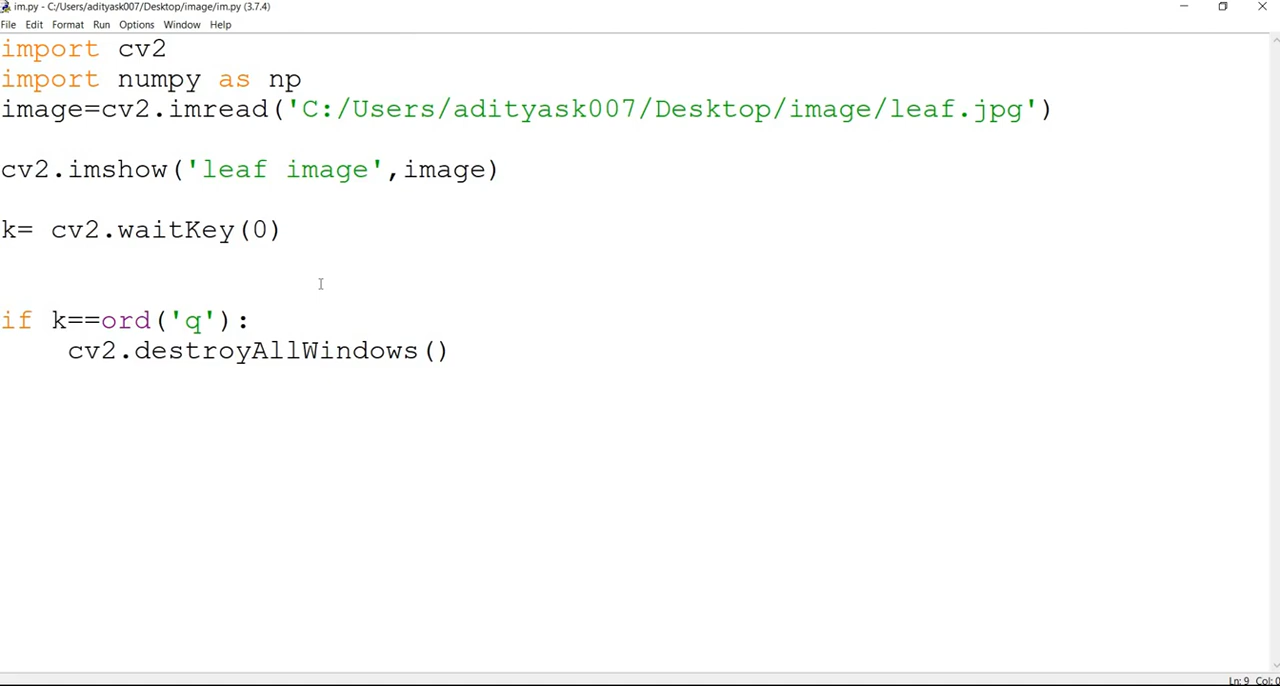 im.py - C:/Users/adityask007/Desktop/image/im.py (3.7.4)
File Edit Format Run Options Window Help
import cv2
import numpy as np
image=cv2.imread('C:/Users/adityask007/Desktop/image/leaf.jpg')
cv2.imshow('leaf image',image)
k= cv2.waitKey(0)
if k==ord('q'):
    cv2.destroyAllWindows()
Ln: 9 Col: 0